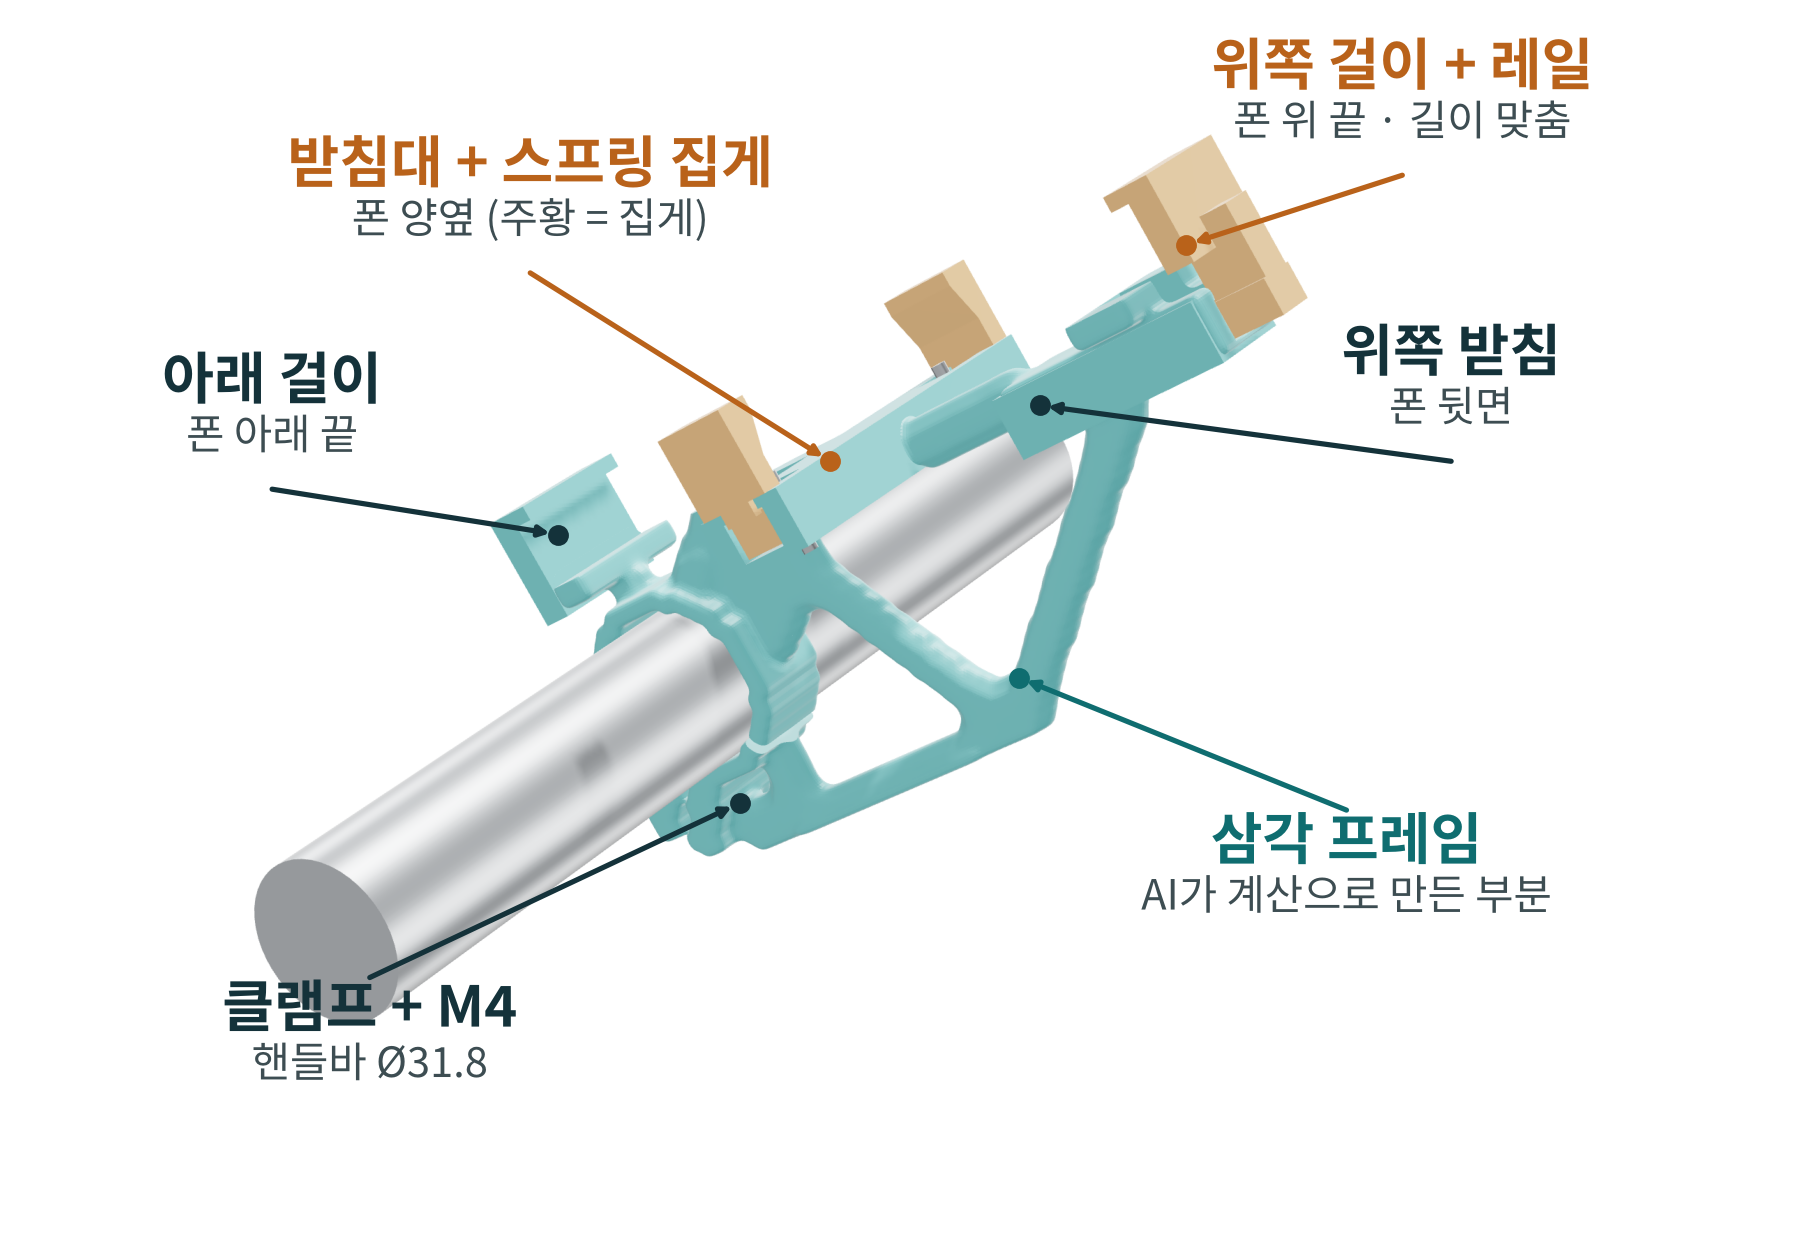 위쪽 걸이 + 레일
폰 위 끝 · 길이 맞춤
받침대 + 스프링 집게
폰 양옆 (주황 = 집게)
아래 걸이
폰 아래 끝
위쪽 받침
폰 뒷면
삼각 프레임
AI가 계산으로 만든 부분
클램프 + M4
핸들바 Ø31.8